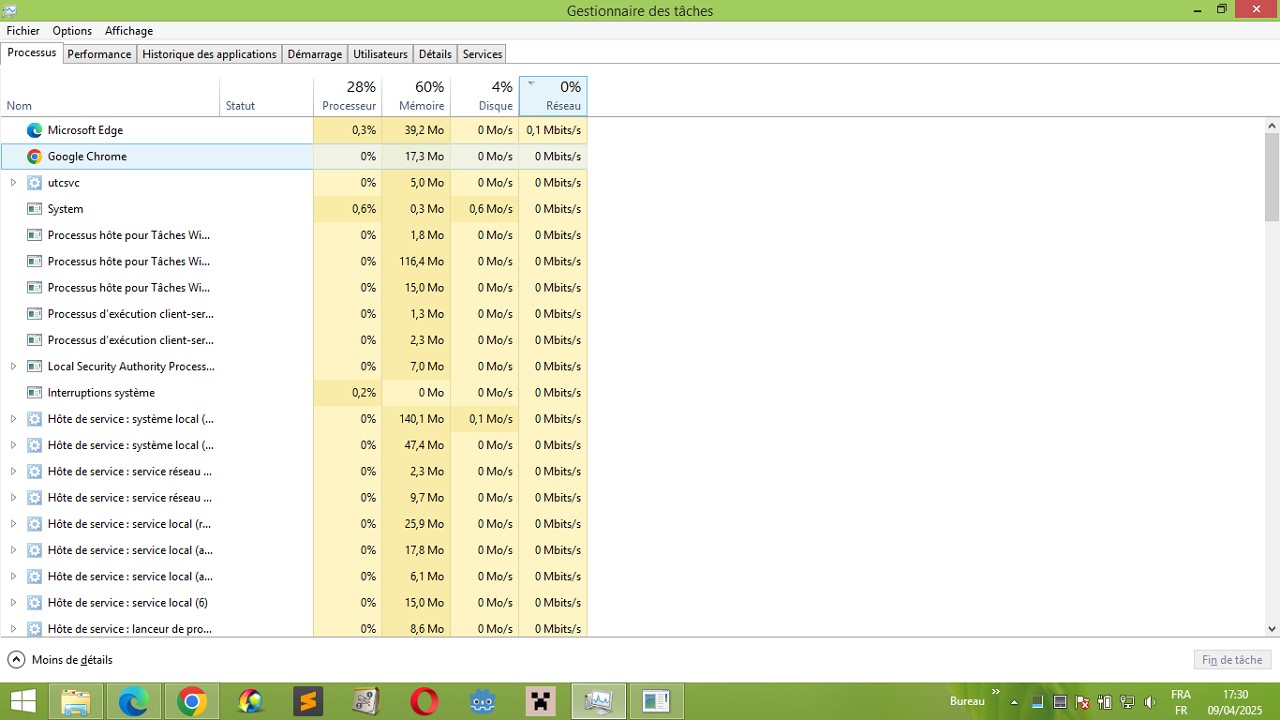 Gestionnaire des tâches
Fichier Options Affichage
Processus Performance Historique des applications Démarrage Utilisateurs Détails Services
28% 60% 4% 0%
Nom Statut Processeur Mémoire Disque Réseau
Microsoft Edge 0,3% 39,2 Mo 0 Mo/s 0,1 Mbits/s
Google Chrome 0% 17,3 Mo 0 Mo/s 0 Mbits/s
utcsvc 0% 5,0 Mo 0 Mo/s 0 Mbits/s
System 0,6% 0,3 Mo 0,6 Mo/s 0 Mbits/s
Processus hôte pour Tâches Wi... 0% 1,8 Mo 0 Mo/s 0 Mbits/s
Processus hôte pour Tâches Wi... 0% 116,4 Mo 0 Mo/s 0 Mbits/s
Processus hôte pour Tâches Wi... 0% 15,0 Mo 0 Mo/s 0 Mbits/s
Processus d'exécution client-ser... 0% 1,3 Mo 0 Mo/s 0 Mbits/s
Processus d'exécution client-ser... 0% 2,3 Mo 0 Mo/s 0 Mbits/s
Local Security Authority Process... 0% 7,0 Mo 0 Mo/s 0 Mbits/s
Interruptions système 0,2% 0 Mo 0 Mo/s 0 Mbits/s
Hôte de service : système local (... 0% 140,1 Mo 0,1 Mo/s 0 Mbits/s
Hôte de service : système local (... 0% 47,4 Mo 0 Mo/s 0 Mbits/s
Hôte de service : service réseau ... 0% 2,3 Mo 0 Mo/s 0 Mbits/s
Hôte de service : service réseau ... 0% 9,7 Mo 0 Mo/s 0 Mbits/s
Hôte de service : service local (r... 0% 25,9 Mo 0 Mo/s 0 Mbits/s
Hôte de service : service local (a... 0% 17,8 Mo 0 Mo/s 0 Mbits/s
Hôte de service : service local (a... 0% 6,1 Mo 0 Mo/s 0 Mbits/s
Hôte de service : service local (6) 0% 15,0 Mo 0 Mo/s 0 Mbits/s
Hôte de service : lanceur de pro... 0% 8,6 Mo 0 Mo/s 0 Mbits/s
Moins de détails Fin de tâche
Bureau FRA 17:30
FR 09/04/2025